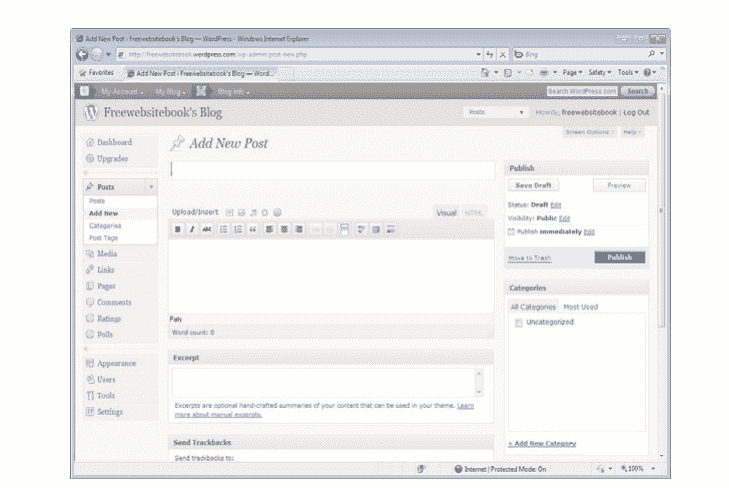 Add New Post ‹ Freewebsitebook's Blog — WordPress - Windows Internet Explorer
http://freewebsitebook.wordpress.com/wp-admin/post-new.php
Bing
Favorites
Add New Post ‹ Freewebsitebook's Blog — Word...
Page
Safety
Tools
My Account
My Blog
Blog Info
Search WordPress.com
Search
Freewebsitebook's Blog
Posts
Howdy, freewebsitebook | Log Out
Screen Options
Help
Dashboard
Upgrades
Posts
Posts
Add New
Categories
Post Tags
Media
Links
Pages
Comments
Ratings
Polls
Appearance
Users
Tools
Settings
Add New Post
Upload/Insert
Visual
HTML
B I ABC
Path:
Word count: 0
Excerpt
Excerpts are optional hand-crafted summaries of your content that can be used in your theme. Learn
more about manual excerpts.
Send Trackbacks
Send trackbacks to:
Publish
Save Draft
Preview
Status: Draft Edit
Visibility: Public Edit
Publish immediately Edit
Move to Trash
Publish
Categories
All Categories
Most Used
Uncategorized
+ Add New Category
Internet | Protected Mode: On
100%